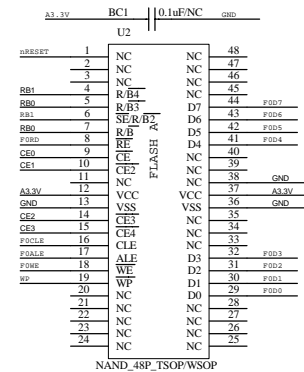 A3.3V BC1 0.1uF/NC GND
U2
nRESET 1 NC NC 48
2 NC NC 47
3 NC NC 46
RB1 4 R/B4 NC 45
RB0 5 R/B3 D7 44 F0D7
RB1 6 SE/R/B2 D6 43 F0D6
RB0 7 R/B D5 42 F0D5
F0RD 8 RE D4 41 F0D4
CE0 9 CE NC 40
CE1 10 CE2 NC 39
11 NC NC 38 GND
A3.3V 12 VCC VCC 37 A3.3V
GND 13 VSS VSS 36 GND
CE2 14 CE3 NC 35
CE3 15 CE4 NC 34
F0CLE 16 CLE NC 33
F0ALE 17 ALE D3 32 F0D3
F0WE 18 WE D2 31 F0D2
WP 19 WP D1 30 F0D1
20 NC D0 29 F0D0
21 NC NC 28
22 NC NC 27
23 NC NC 26
24 NC NC 25
FLASH A
NAND_48P_TSOP/WSOP